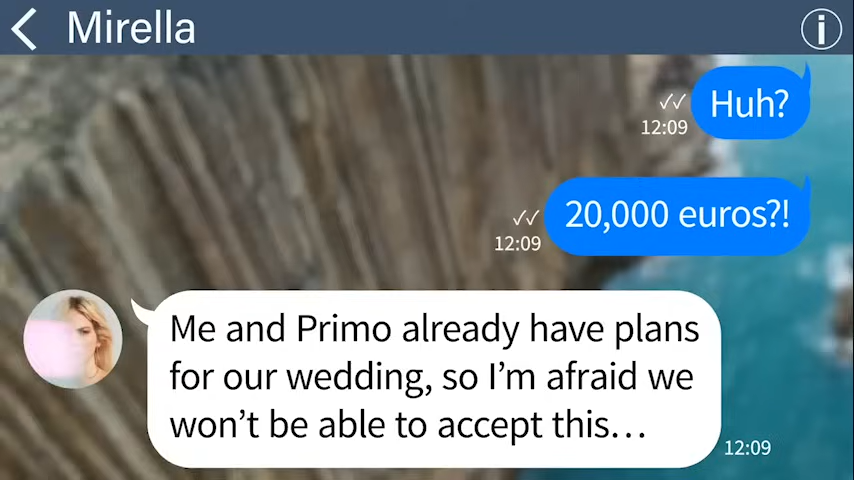 Mirella
Huh?
12:09
20,000 euros?!
12:09
Me and Primo already have plans
for our wedding, so I'm afraid we
won't be able to accept this...
12:09